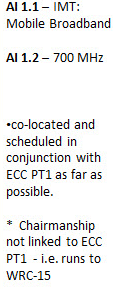 AI 1.1 – IMT:
Mobile Broadband
AI 1.2 – 700 MHz
•co-located and
scheduled in
conjunction with
ECC PT1 as far as
possible.
* Chairmanship
not linked to ECC
PT1 - i.e. runs to
WRC-15